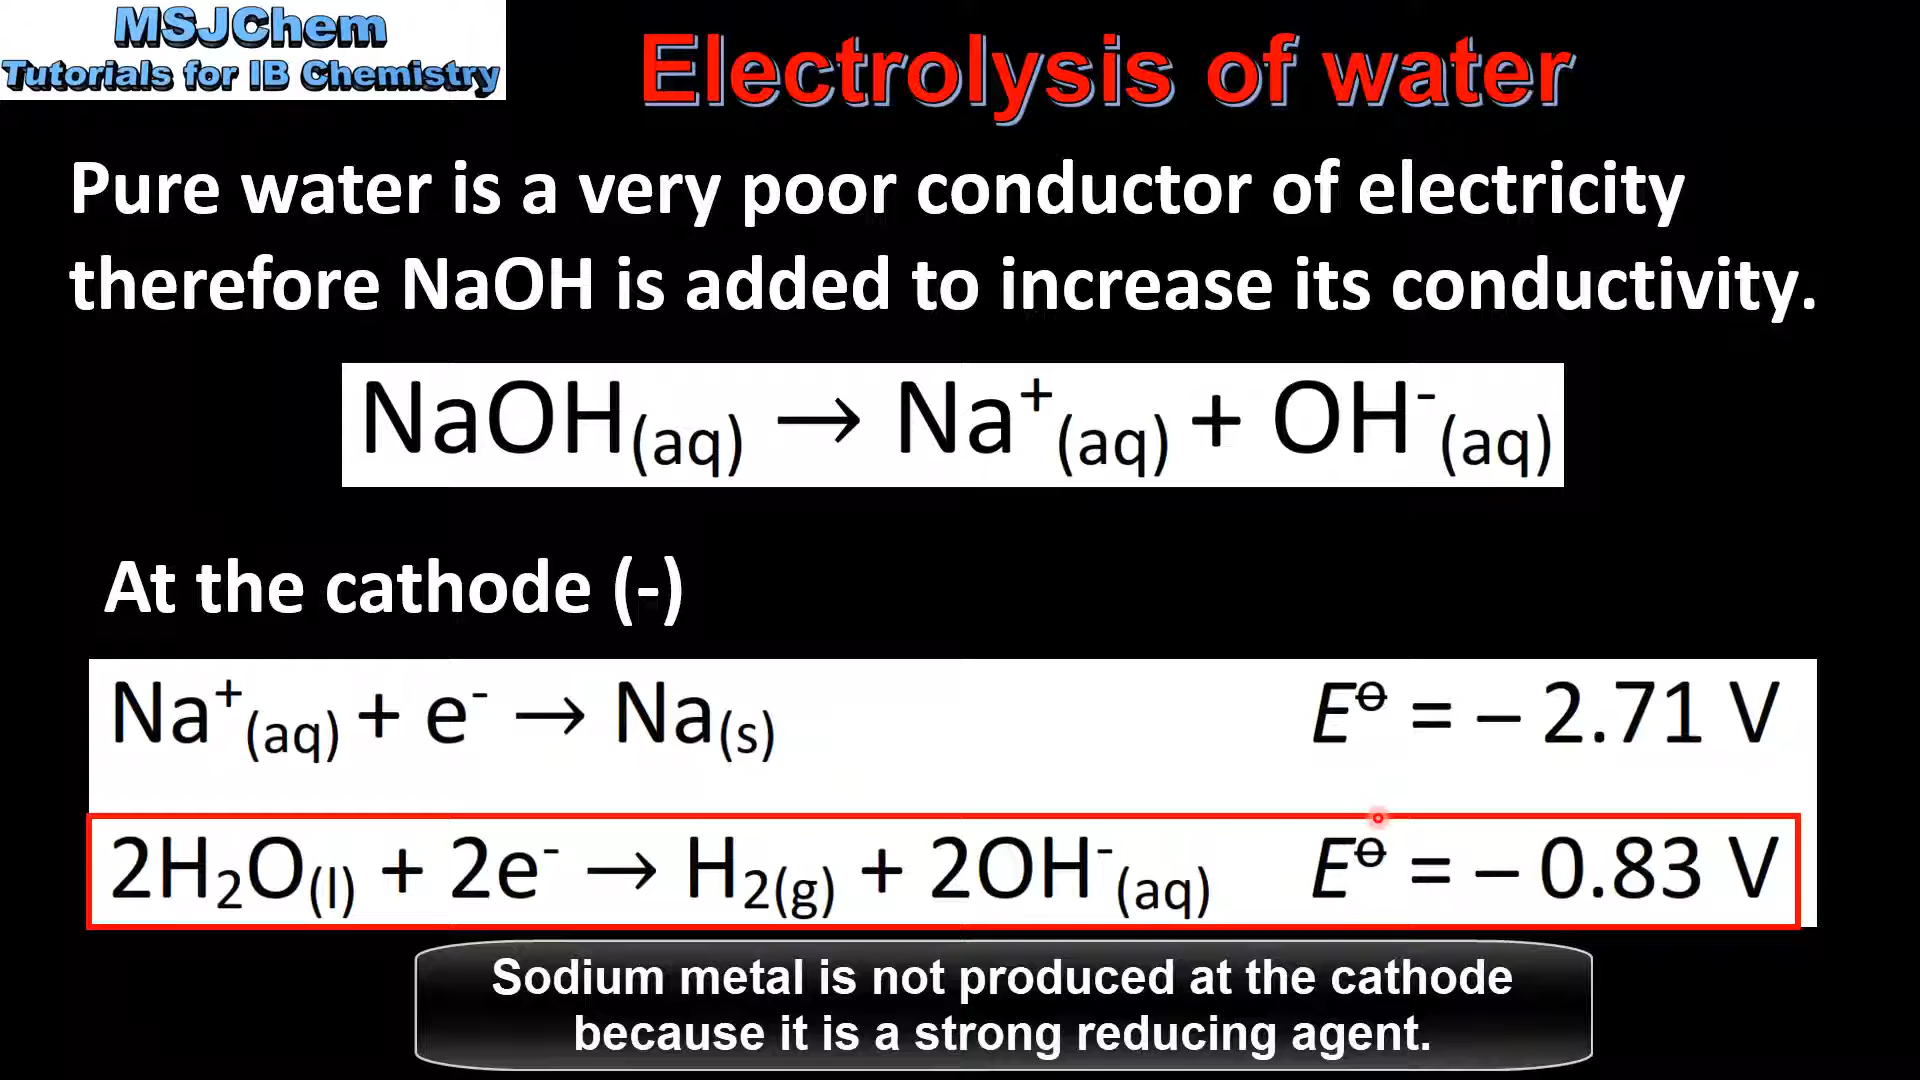 MSJChem
Tutorials for IB Chemistry
Electrolysis of water
Pure water is a very poor conductor of electricity
therefore NaOH is added to increase its conductivity.
NaOH(aq) → Na⁺(aq) + OH⁻(aq)
At the cathode (-)
Na⁺(aq) + e⁻ → Na(s) E⦵ = – 2.71 V
2H₂O(l) + 2e⁻ → H₂(g) + 2OH⁻(aq) E⦵ = – 0.83 V
Sodium metal is not produced at the cathode
because it is a strong reducing agent.